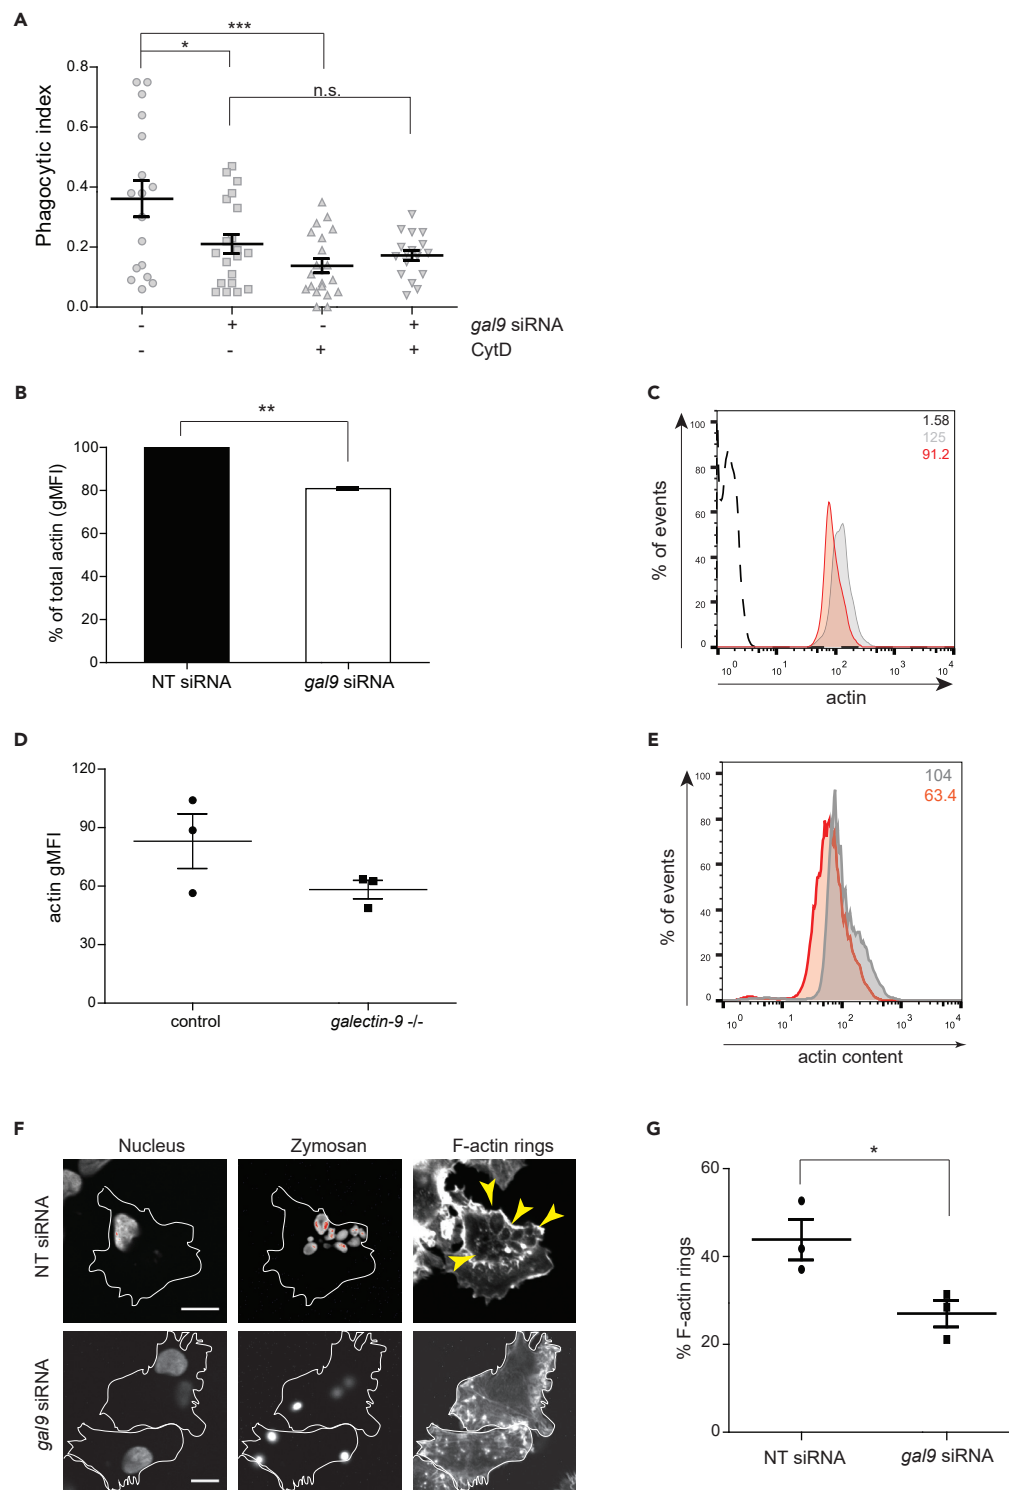 A
***
*
n.s.
Phagocytic index
0.8
0.6
0.4
0.2
0.0
- + - + gal9 siRNA
- - + + CytD
B
**
% of total actin (gMFI)
100
80
60
40
20
0
NT siRNA gal9 siRNA
C
1.58
125
91.2
% of events
100
80
60
40
20
0
10^0 10^1 10^2 10^3 10^4
actin
D
actin gMFI
120
90
60
30
0
control galectin-9 -/-
E
104
63.4
% of events
100
80
60
40
20
0
10^0 10^1 10^2 10^3 10^4
actin content
F
Nucleus Zymosan F-actin rings
NT siRNA
gal9 siRNA
G
*
% F-actin rings
60
40
20
0
NT siRNA gal9 siRNA